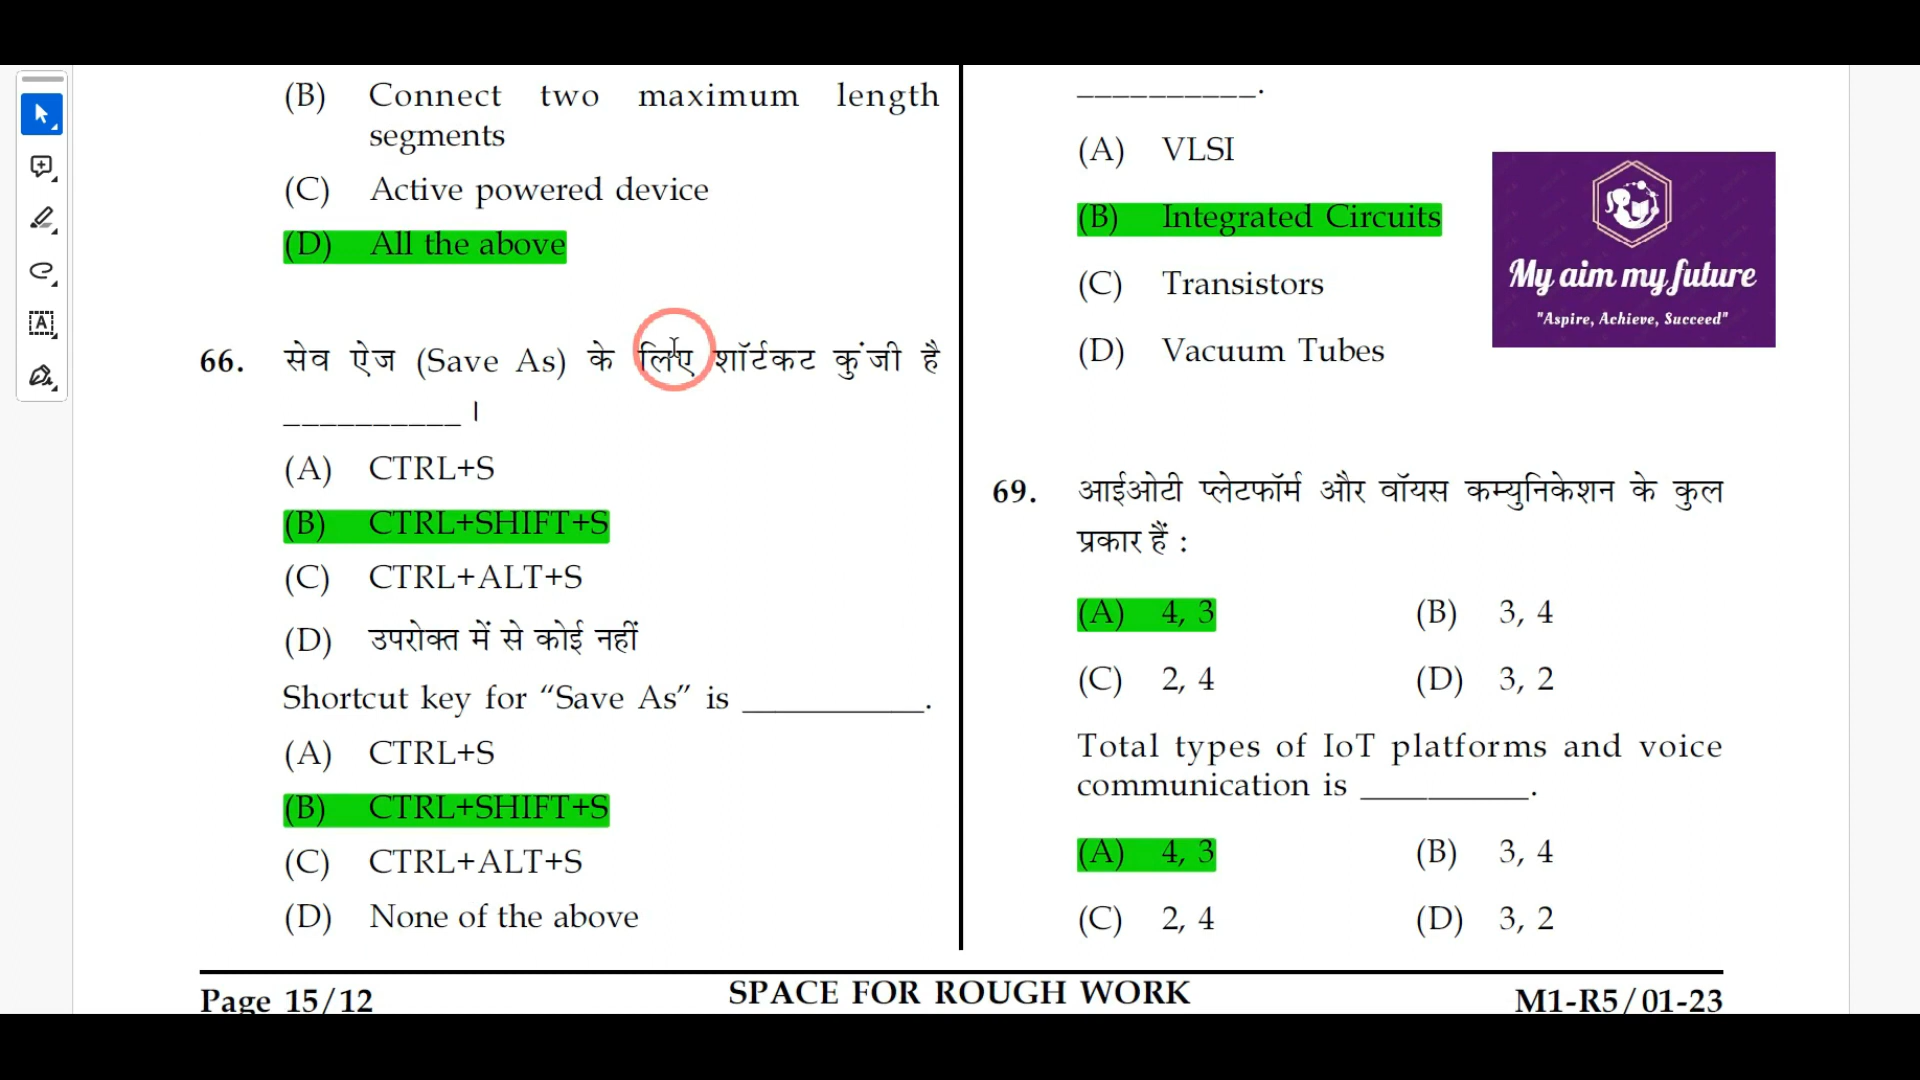 (B) Connect two maximum length
segments
(C) Active powered device
(D) All the above
66. सेव ऐज (Save As) के लिए शॉर्टकट कुंजी है
__________ ।
(A) CTRL+S
(B) CTRL+SHIFT+S
(C) CTRL+ALT+S
(D) उपरोक्त में से कोई नहीं
Shortcut key for “Save As” is __________.
(A) CTRL+S
(B) CTRL+SHIFT+S
(C) CTRL+ALT+S
(D) None of the above
__________.
(A) VLSI
(B) Integrated Circuits
(C) Transistors
(D) Vacuum Tubes
My aim my future
"Aspire, Achieve, Succeed"
69. आईओटी प्लेटफॉर्म और वॉयस कम्युनिकेशन के कुल
प्रकार हैं :
(A) 4, 3 (B) 3, 4
(C) 2, 4 (D) 3, 2
Total types of IoT platforms and voice
communication is __________.
(A) 4, 3 (B) 3, 4
(C) 2, 4 (D) 3, 2
Page 15/12 SPACE FOR ROUGH WORK M1-R5/01-23